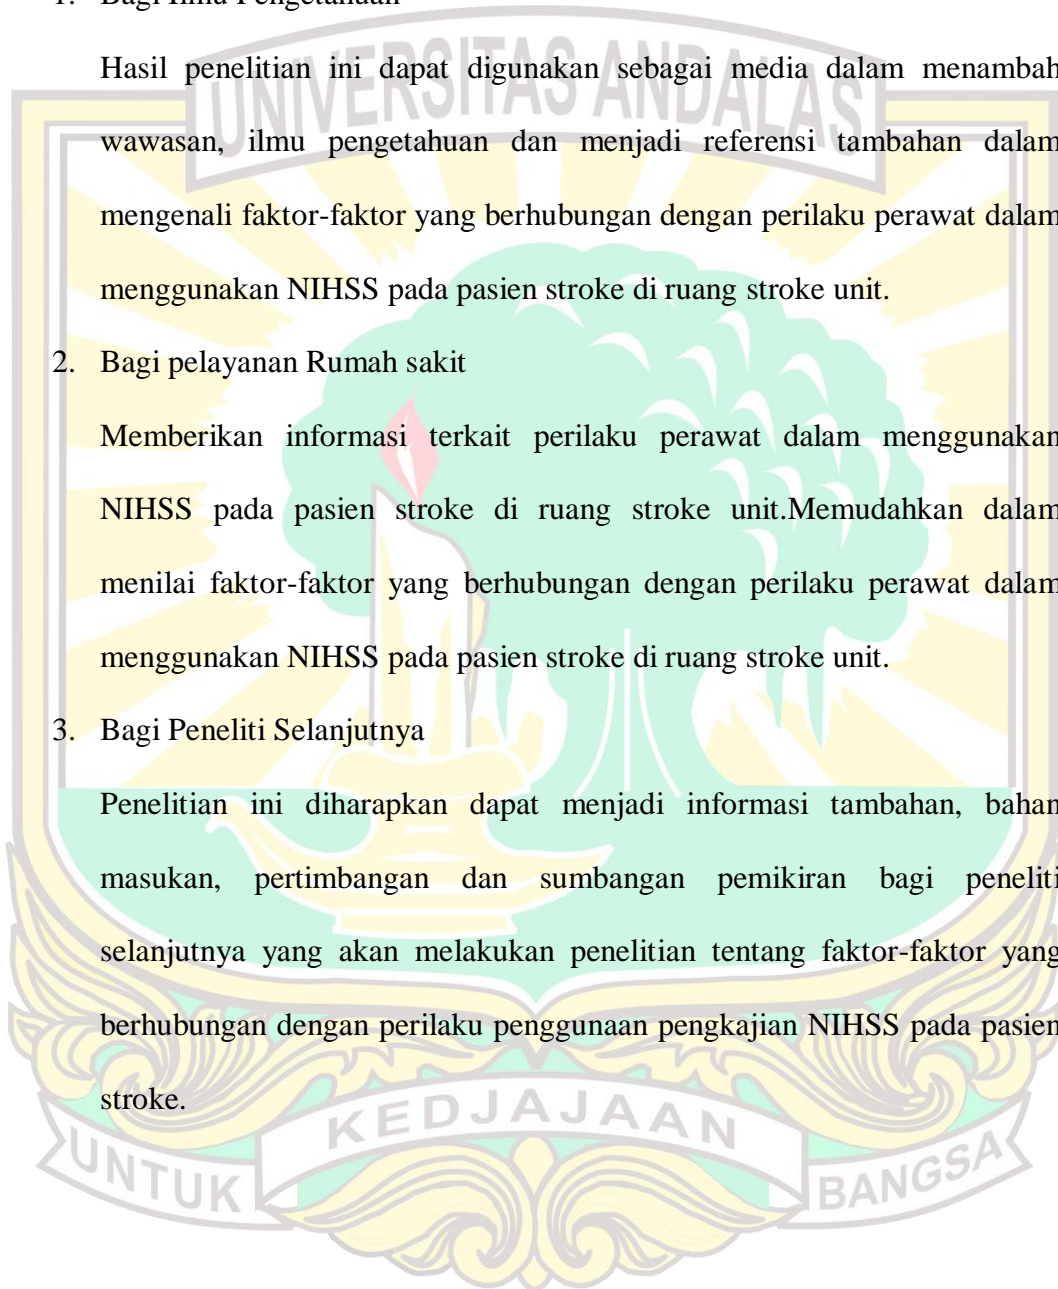 1. Bagi Ilmu Pengetahuan
UNIVERSITAS ANDALAS
Hasil penelitian ini dapat digunakan sebagai media dalam menambah
wawasan, ilmu pengetahuan dan menjadi referensi tambahan dalam
mengenali faktor-faktor yang berhubungan dengan perilaku perawat dalam
menggunakan NIHSS pada pasien stroke di ruang stroke unit.
2. Bagi pelayanan Rumah sakit
Memberikan informasi terkait perilaku perawat dalam menggunakan
NIHSS pada pasien stroke di ruang stroke unit.Memudahkan dalam
menilai faktor-faktor yang berhubungan dengan perilaku perawat dalam
menggunakan NIHSS pada pasien stroke di ruang stroke unit.
3. Bagi Peneliti Selanjutnya
Penelitian ini diharapkan dapat menjadi informasi tambahan, bahan
masukan, pertimbangan dan sumbangan pemikiran bagi peneliti
selanjutnya yang akan melakukan penelitian tentang faktor-faktor yang
berhubungan dengan perilaku penggunaan pengkajian NIHSS pada pasien
stroke.
UNTUK KEDJAJAAN BANGSA